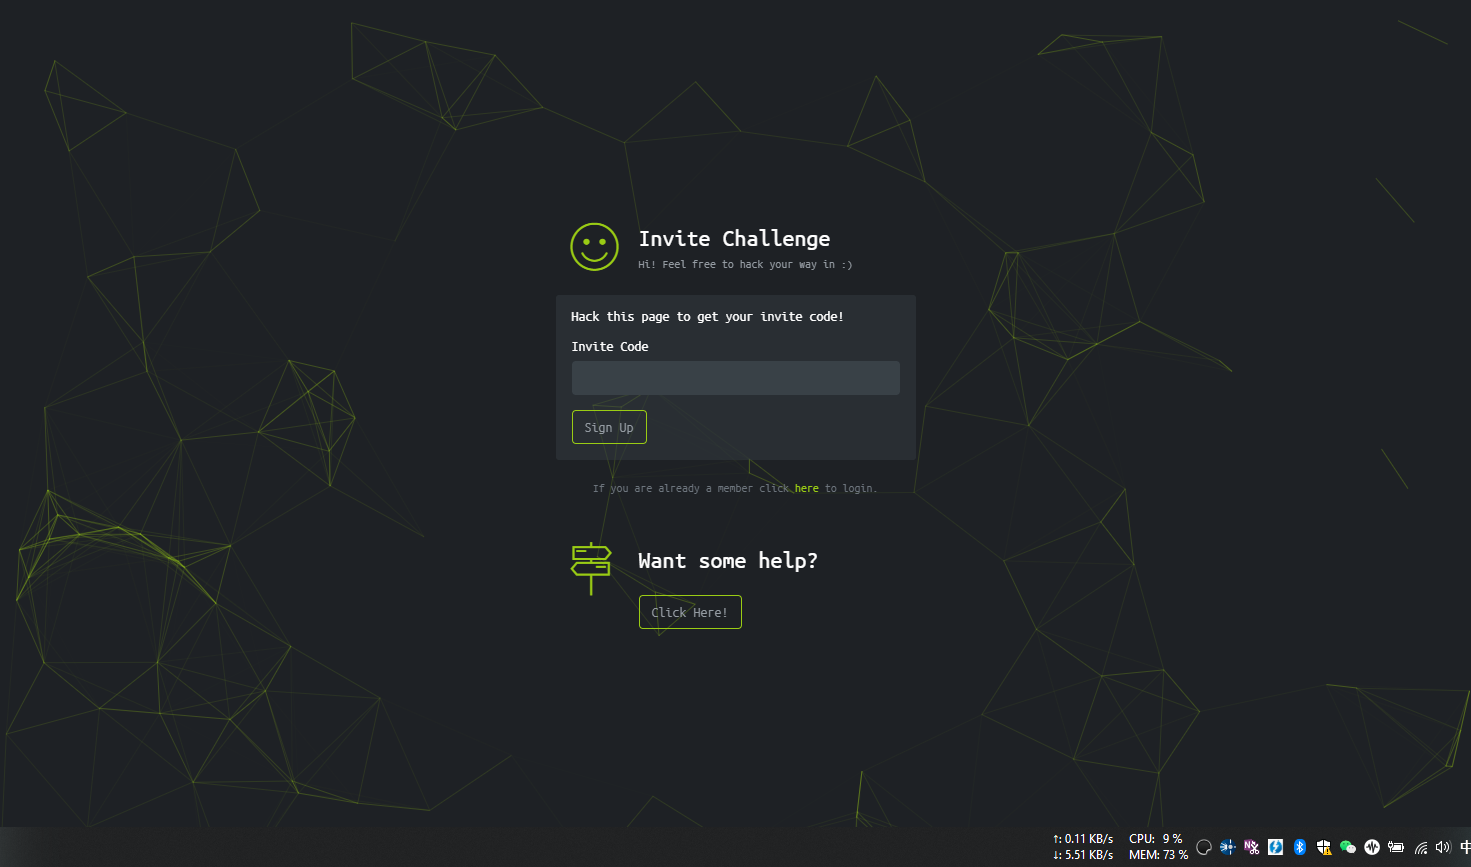 Invite Challenge
Hi! Feel free to hack your way in :)
Hack this page to get your invite code!
Invite Code
Sign Up
If you are already a member click here to login.
Want some help?
Click Here!
↑: 0.11 KB/s CPU: 9 %
↓: 5.51 KB/s MEM: 73 %
中